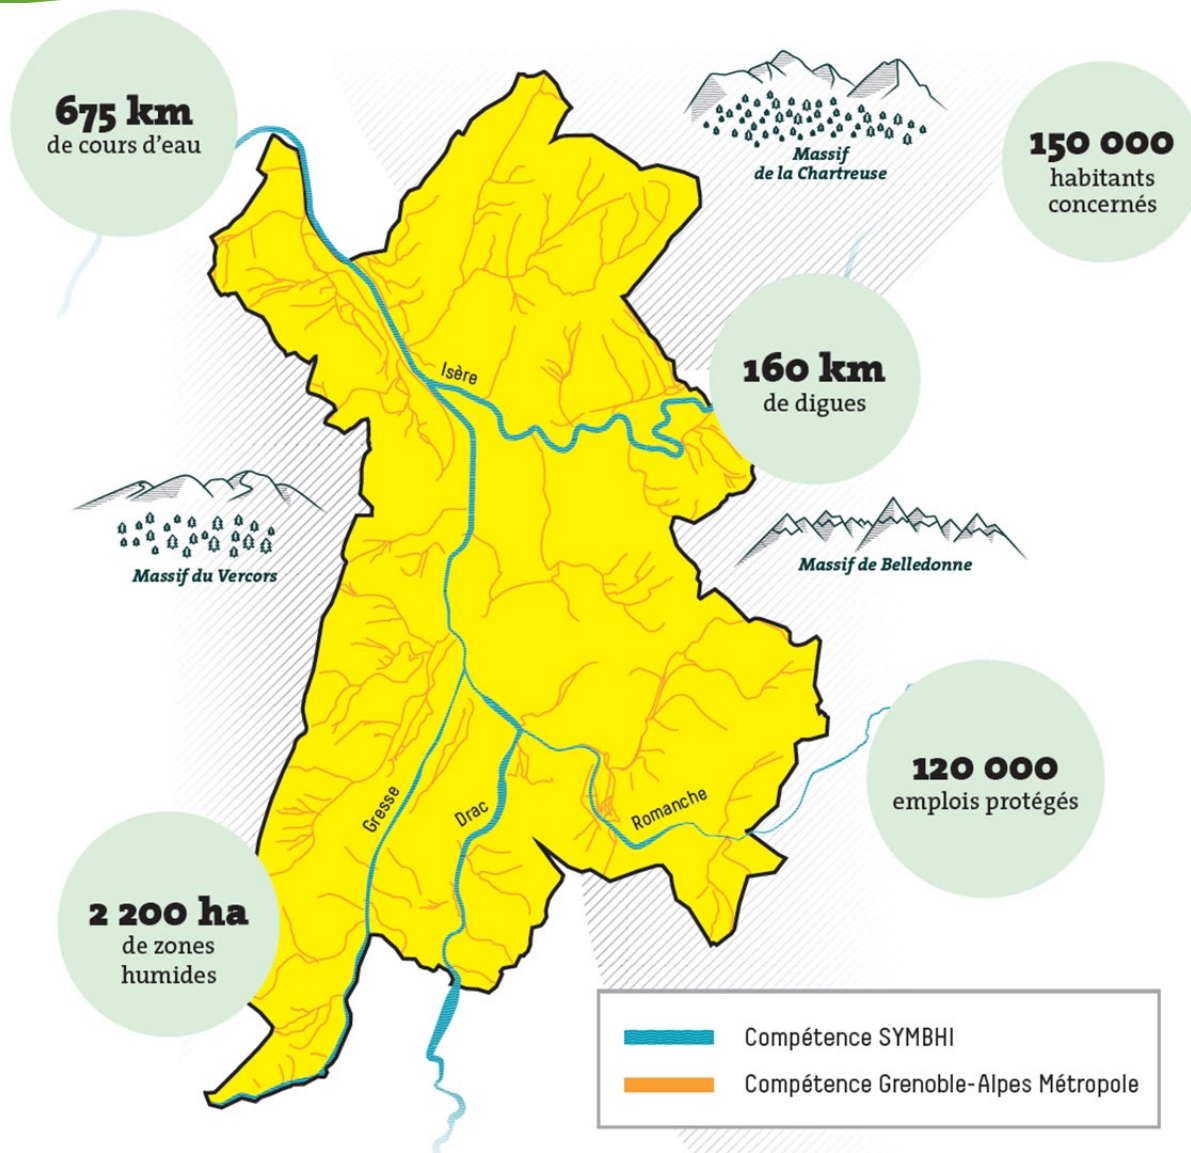 675 km
de cours d'eau
Massif
de la Chartreuse
150 000
habitants
concernés
Isère
160 km
de digues
Massif du Vercors
Massif de Belledonne
120 000
emplois protégés
Gresse
Drac
Romanche
2 200 ha
de zones
humides
Compétence SYMBHI
Compétence Grenoble-Alpes Métropole